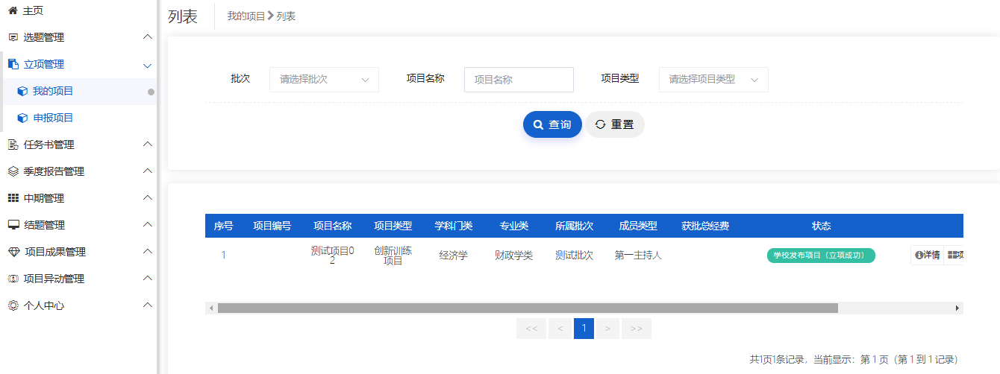 主页
选题管理
立项管理
我的项目
申报项目
任务书管理
季度报告管理
中期管理
结题管理
项目成果管理
项目异动管理
个人中心
列表 我的项目 列表
批次 请选择批次 项目名称 项目名称 项目类型 请选择项目类型
查询 重置
序号 项目编号 项目名称 项目类型 学科门类 专业类 所属批次 成员类型 获批总经费 状态
1 测试项目02 创新训练项目 经济学 财政学类 测试批次 第一主持人 学校发布项目（立项成功） 详情
<< < 1 > >>
共1页1条记录，当前显示：第 1 页（第 1 到 1 记录）